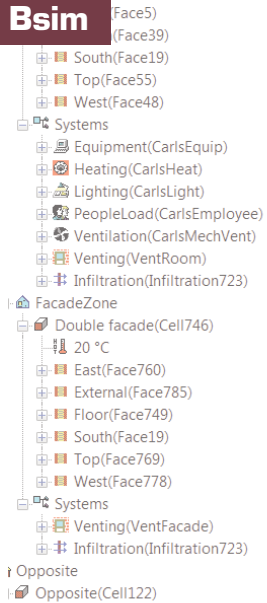 Bsim
(Face5)
(Face39)
South(Face19)
Top(Face55)
West(Face48)
Systems
Equipment(CarlsEquip)
Heating(CarlsHeat)
Lighting(CarlsLight)
PeopleLoad(CarlsEmployee)
Ventilation(CarlsMechVent)
Venting(VentRoom)
Infiltration(Infiltration723)
FacadeZone
Double facade(Cell746)
20 °C
East(Face760)
External(Face785)
Floor(Face749)
South(Face19)
Top(Face769)
West(Face778)
Systems
Venting(VentFacade)
Infiltration(Infiltration723)
Opposite
Opposite(Cell122)